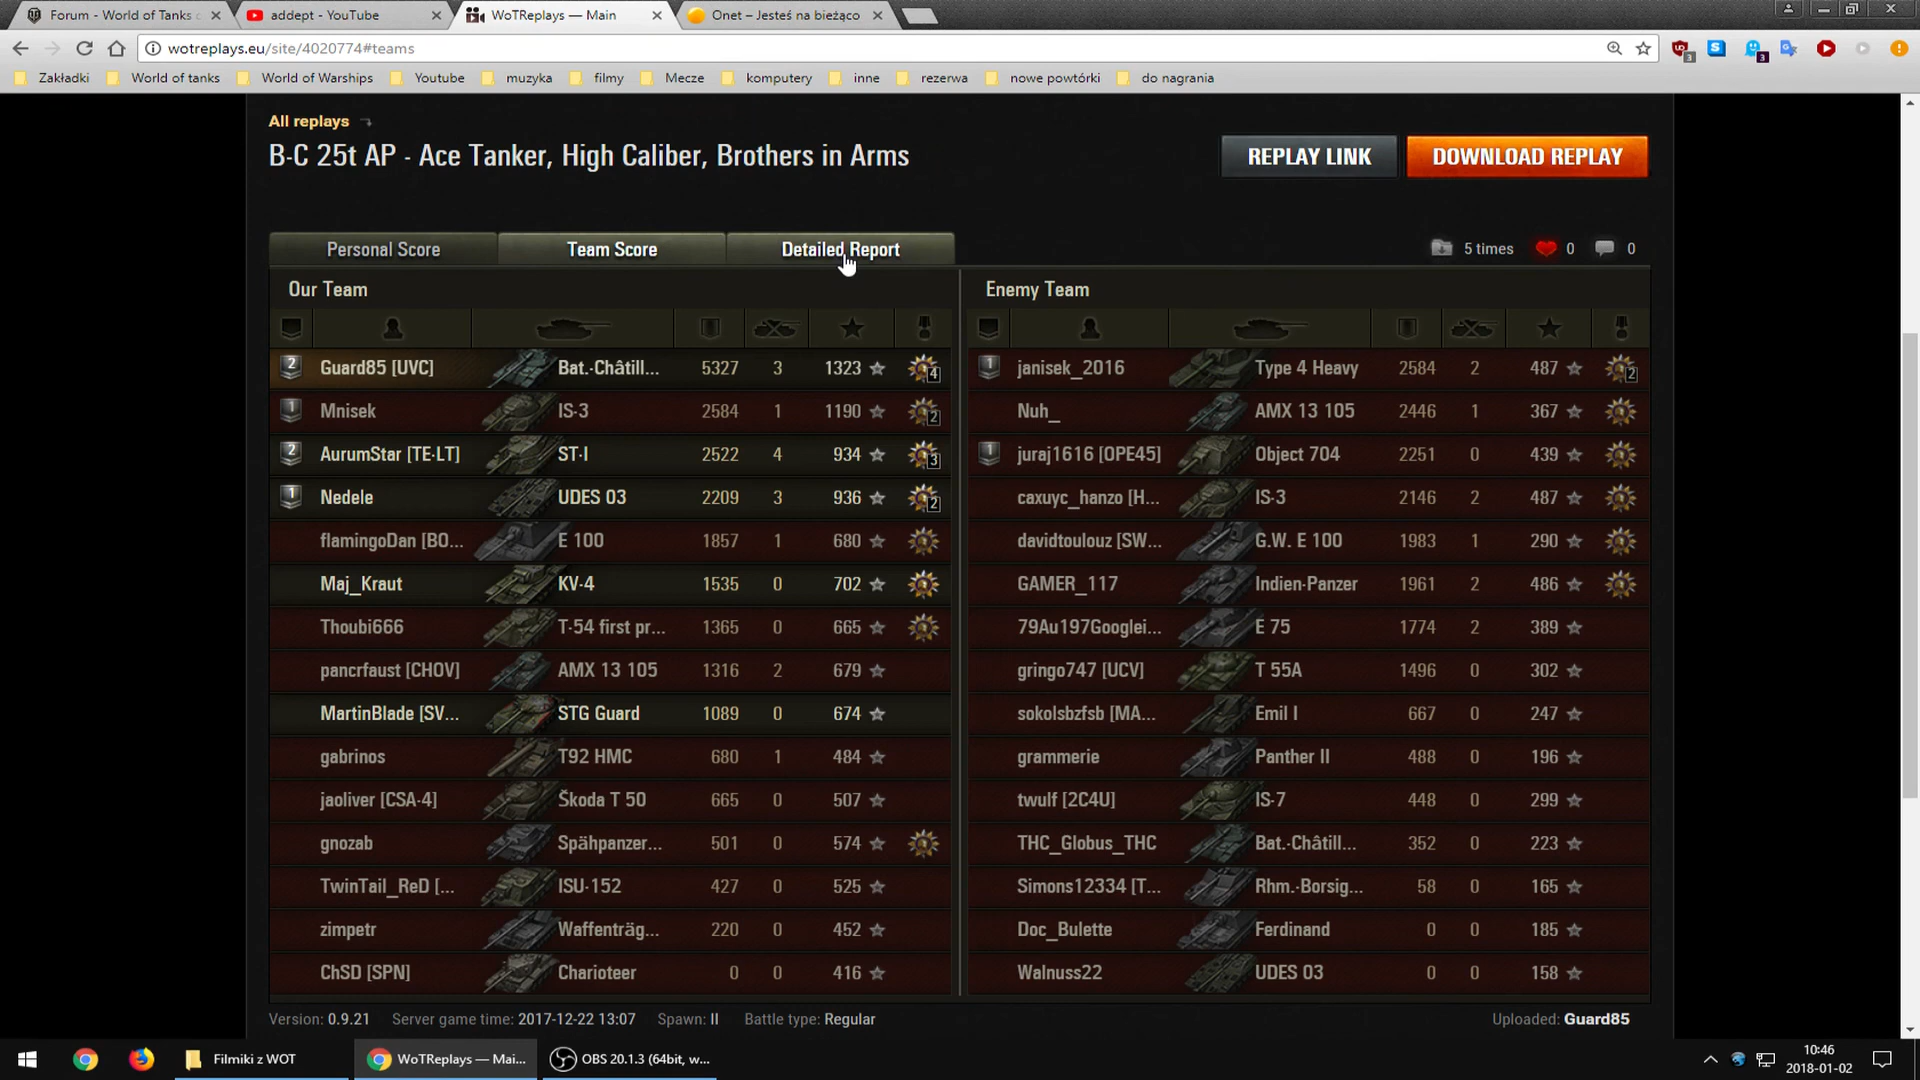 Forum - World of Tanks
addept - YouTube
WoTReplays — Main
Onet – Jesteś na bieżąco
wotreplays.eu/site/4020774#teams
Zakładki World of tanks World of Warships Youtube muzyka filmy Mecze komputery inne rezerwa nowe powtórki do nagrania
All replays
B-C 25t AP - Ace Tanker, High Caliber, Brothers in Arms
REPLAY LINK
DOWNLOAD REPLAY
Personal Score Team Score Detailed Report
5 times 0 0
Our Team
2 Guard85 [UVC] Bat.-Châtill... 5327 3 1323 4
1 Mnisek IS-3 2584 1 1190 2
2 AurumStar [TE-LT] ST-I 2522 4 934 3
1 Nedele UDES 03 2209 3 936 2
flamingoDan [BO... E 100 1857 1 680
Maj_Kraut KV-4 1535 0 702
Thoubi666 T-54 first pr... 1365 0 665
pancrfaust [CHOV] AMX 13 105 1316 2 679
MartinBlade [SV... STG Guard 1089 0 674
gabrinos T92 HMC 680 1 484
jaoliver [CSA-4] Škoda T 50 665 0 507
gnozab Spähpanzer... 501 0 574
TwinTail_ReD [... ISU-152 427 0 525
zimpetr Waffenträg... 220 0 452
ChSD [SPN] Charioteer 0 0 416
Enemy Team
1 janisek_2016 Type 4 Heavy 2584 2 487 2
Nuh_ AMX 13 105 2446 1 367
1 juraj1616 [OPE45] Object 704 2251 0 439
caxuyc_hanzo [H... IS-3 2146 2 487
davidtoulouz [SW... G.W. E 100 1983 1 290
GAMER_117 Indien-Panzer 1961 2 486
79Au197Googlei... E 75 1774 2 389
gringo747 [UCV] T 55A 1496 0 302
sokolsbzfsb [MA... Emil I 667 0 247
grammerie Panther II 488 0 196
twulf [2C4U] IS-7 448 0 299
THC_Globus_THC Bat.-Châtill... 352 0 223
Simons12334 [T... Rhm.-Borsig... 58 0 165
Doc_Bulette Ferdinand 0 0 185
Walnuss22 UDES 03 0 0 158
Version: 0.9.21 Server game time: 2017-12-22 13:07 Spawn: II Battle type: Regular
Uploaded: Guard85
Filmiki z WOT
WoTReplays — Mai...
OBS 20.1.3 (64bit, w...
10:46
2018-01-02